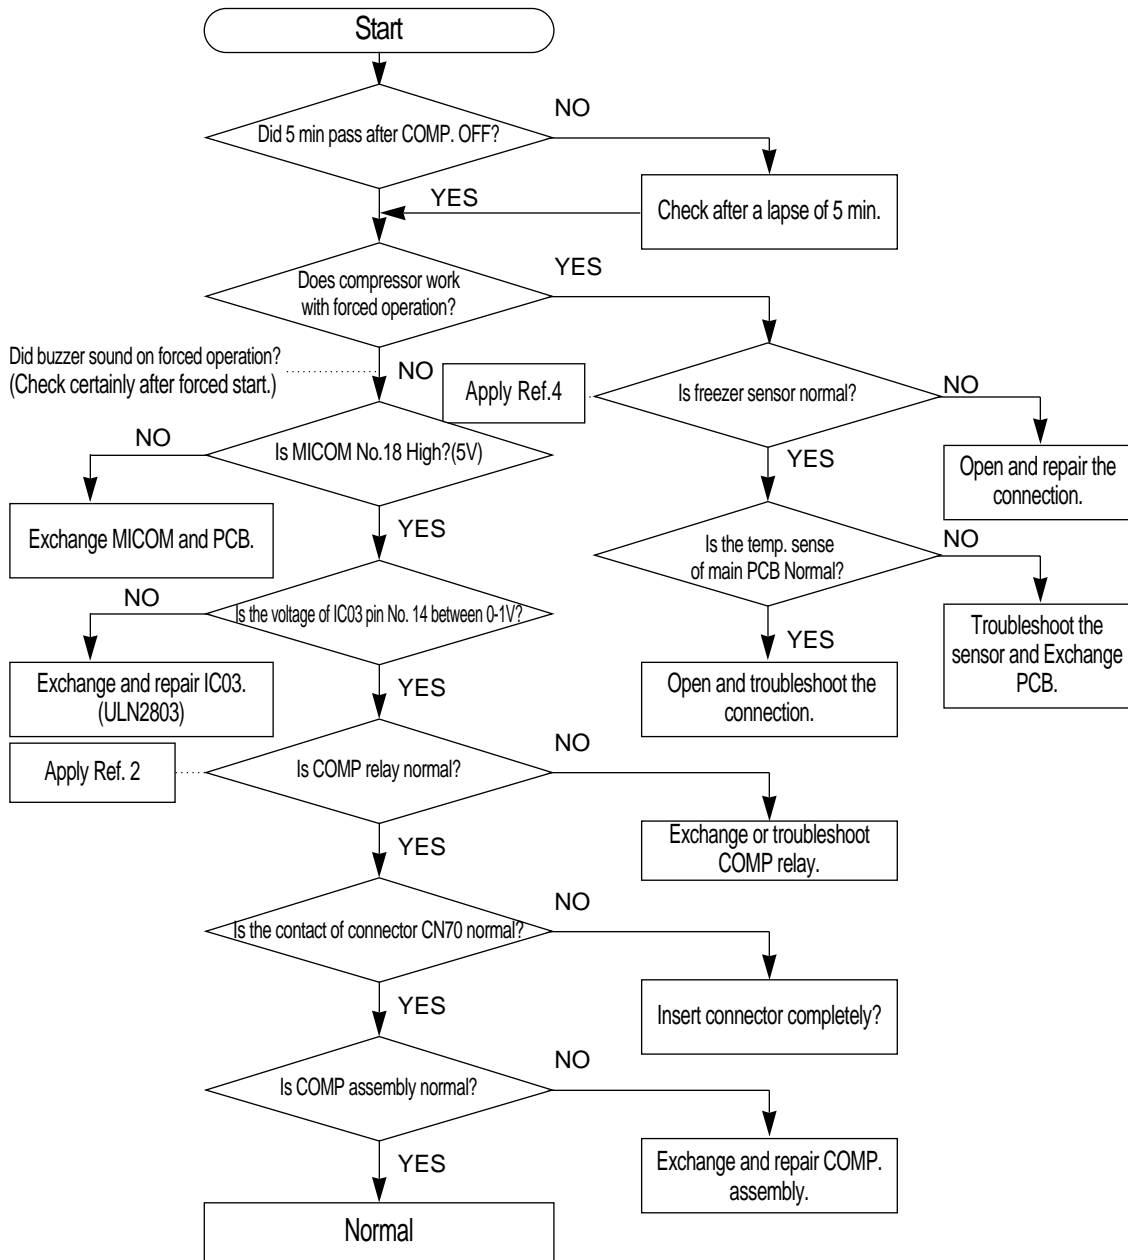 Start
Did 5 min pass after COMP. OFF?
NO
YES
Check after a lapse of 5 min.
Does compressor work
with forced operation?
YES
Did buzzer sound on forced operation?
(Check certainly after forced start.)
NO
Apply Ref.4
Is freezer sensor normal?
NO
Open and repair the
connection.
YES
Is MICOM No.18 High?(5V)
NO
Exchange MICOM and PCB.
YES
Is the temp. sense
of main PCB Normal?
NO
Troubleshoot the
sensor and Exchange
PCB.
YES
Open and troubleshoot the
connection.
Is the voltage of IC03 pin No. 14 between 0-1V?
NO
Exchange and repair IC03.
(ULN2803)
YES
Apply Ref. 2
Is COMP relay normal?
NO
Exchange or troubleshoot
COMP relay.
YES
Is the contact of connector CN70 normal?
NO
Insert connector completely?
YES
Is COMP assembly normal?
NO
Exchange and repair COMP.
assembly.
YES
Normal